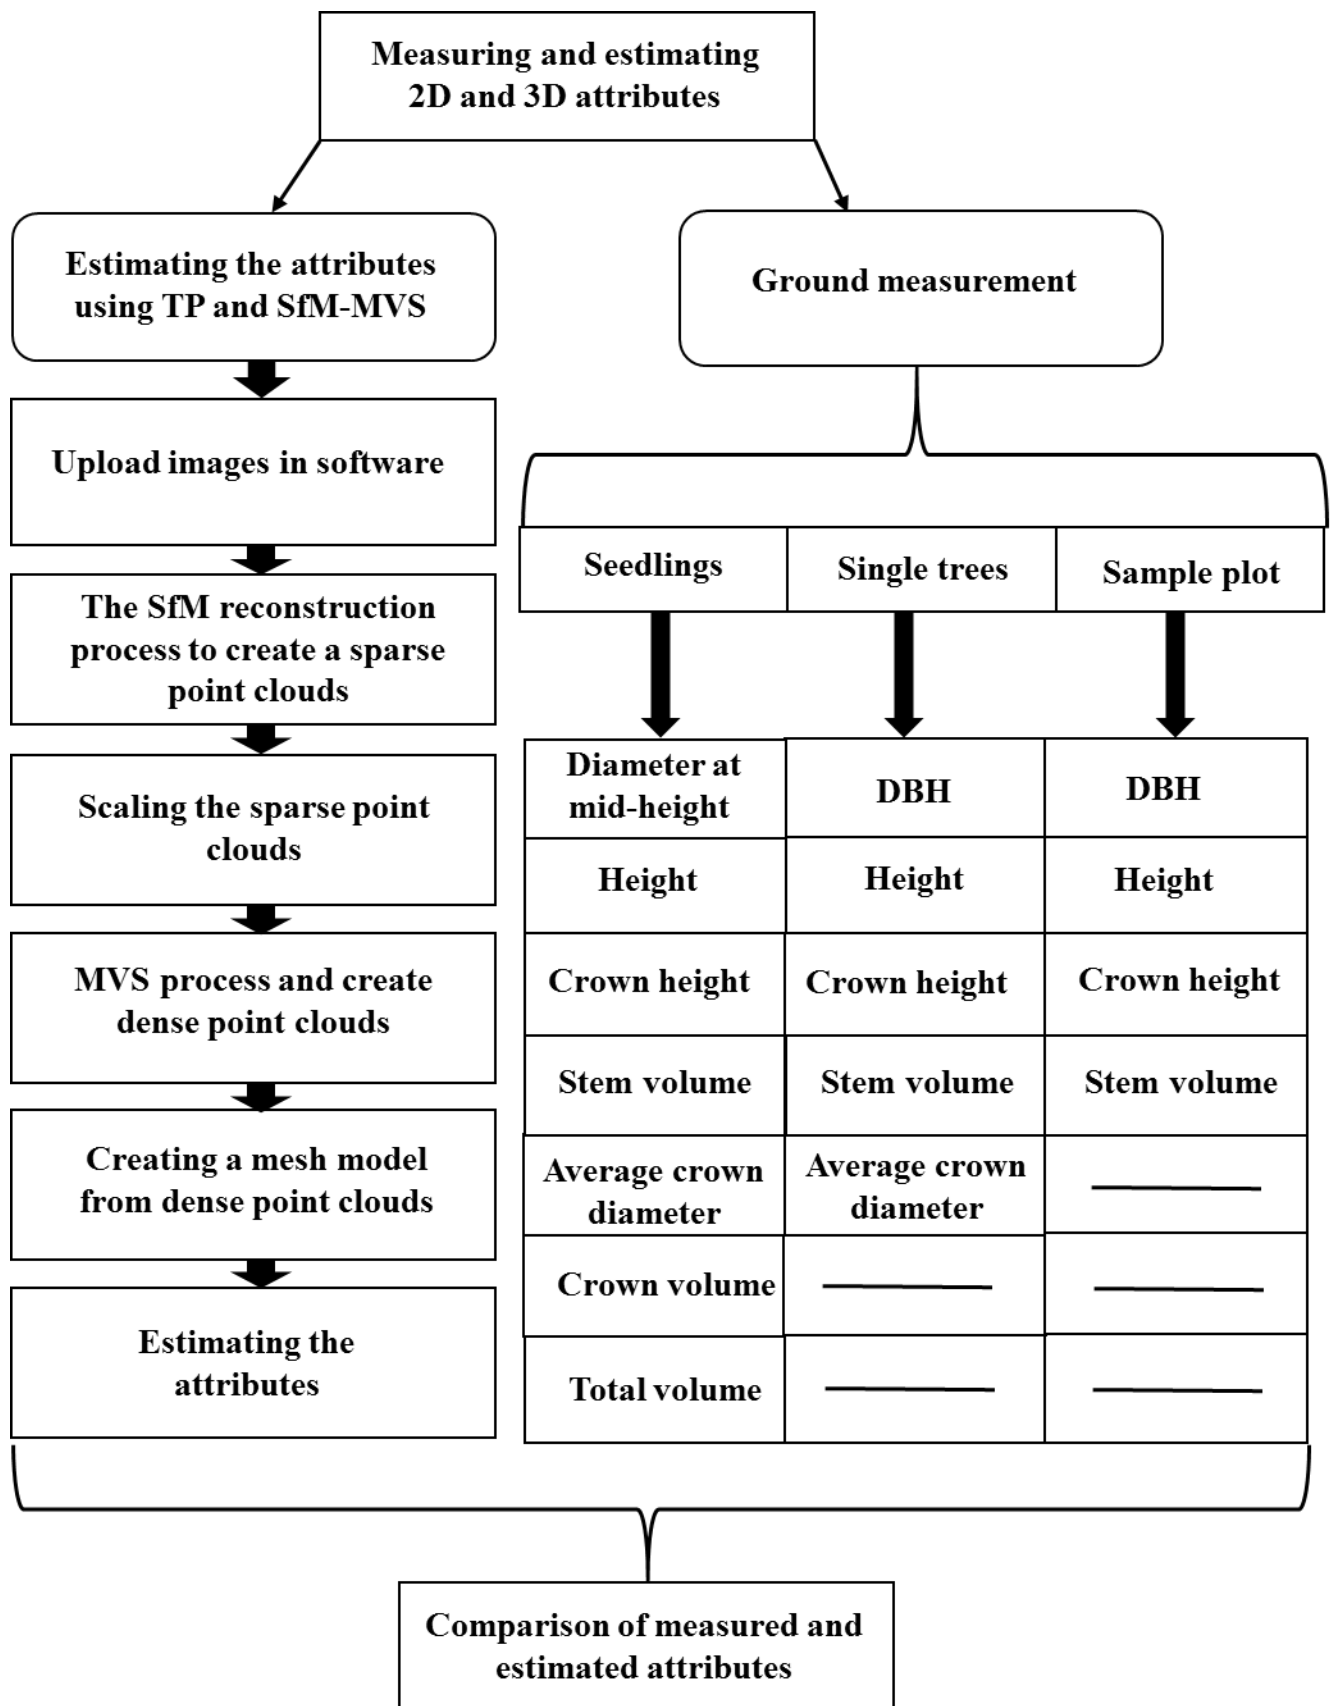 Measuring and estimating
2D and 3D attributes
Estimating the attributes
using TP and SfM-MVS
Ground measurement
Upload images in software
The SfM reconstruction
process to create a sparse
point clouds
Scaling the sparse point
clouds
MVS process and create
dense point clouds
Creating a mesh model
from dense point clouds
Estimating the
attributes
Seedlings
Single trees
Sample plot
Diameter at
mid-height
DBH
DBH
Height
Height
Height
Crown height
Crown height
Crown height
Stem volume
Stem volume
Stem volume
Average crown
diameter
Average crown
diameter
Crown volume
Total volume
Comparison of measured and
estimated attributes